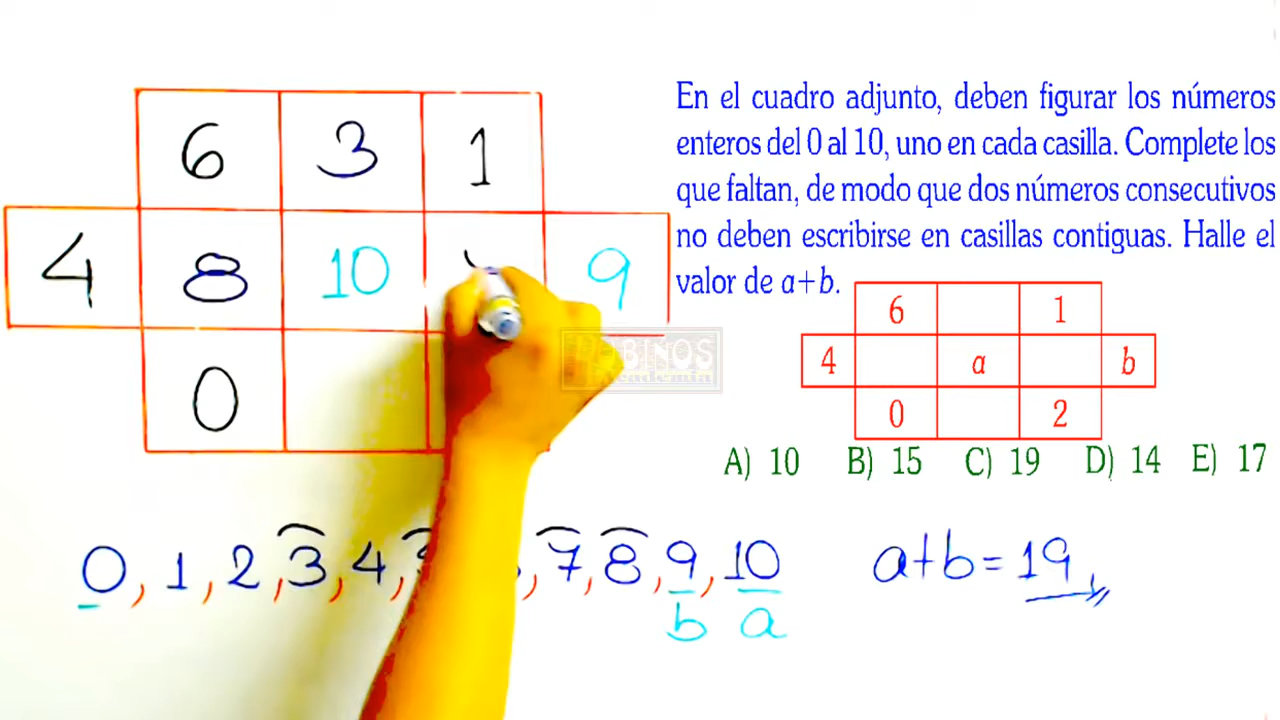 6 3 1
4 8 10 9
0
0, 1, 2, 3, 4, 7, 8, 9, 10
b a
En el cuadro adjunto, deben figurar los números
enteros del 0 al 10, uno en cada casilla. Complete los
que faltan, de modo que dos números consecutivos
no deben escribirse en casillas contiguas. Halle el
valor de a+b.
6 1
4 a b
0 2
A) 10 B) 15 C) 19 D) 14 E) 17
a+b=19